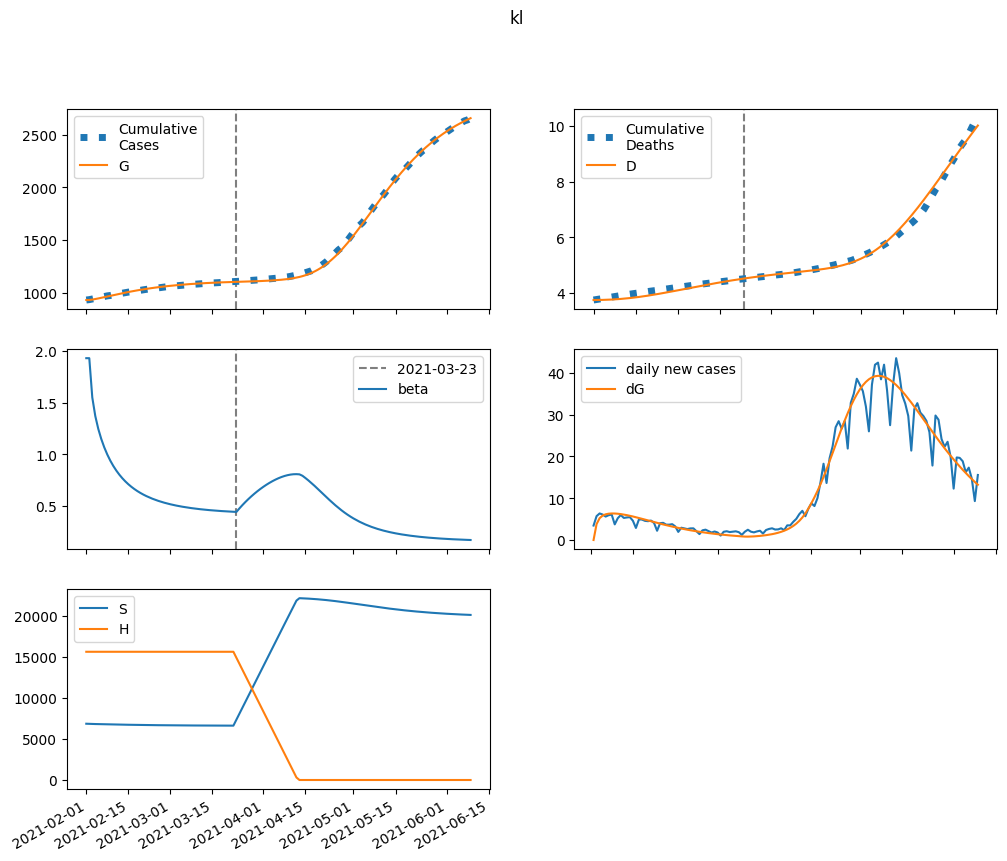 kl
2500
2000
1500
1000
Cumulative
Cases
G
10
8
6
4
Cumulative
Deaths
D
2.0
1.5
1.0
0.5
2021-03-23
beta
40
30
20
10
0
daily new cases
dG
20000
15000
10000
5000
0
S
H
2021-02-01
2021-02-15
2021-03-01
2021-03-15
2021-04-01
2021-04-15
2021-05-01
2021-05-15
2021-06-01
2021-06-15